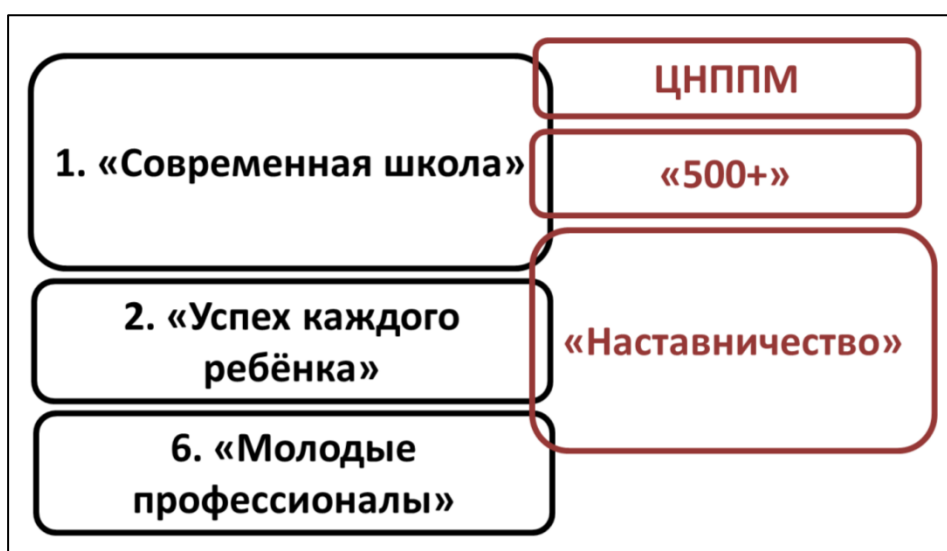 ЦНППМ
1. «Современная школа»
«500+»
2. «Успех каждого
ребёнка»
«Наставничество»
6. «Молодые
профессионалы»